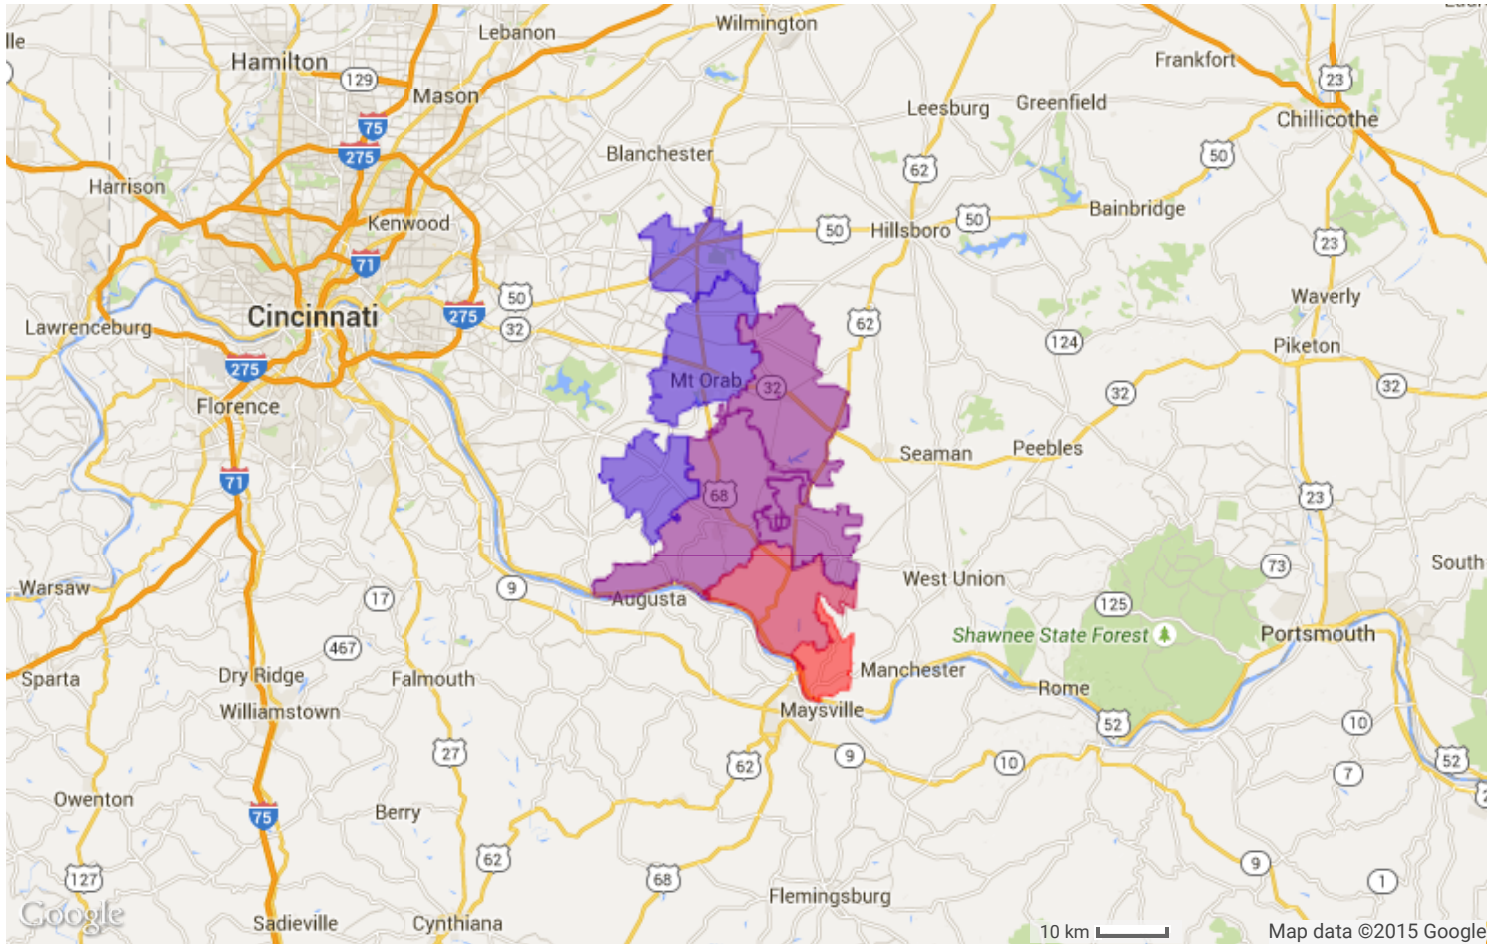 Lebanon
Wilmington
lle
Hamilton
129
Mason
Frankfort
23
Leesburg
Greenfield
Chillicothe
75
275
Blanchester
62
50
Harrison
Kenwood
50
Hillsboro
50
Bainbridge
71
23
Cincinnati
50
275
32
62
Waverly
Lawrenceburg
124
Piketon
275
Mt Orab
32
32
32
Florence
Seaman
Peebles
71
68
23
Warsaw
9
Augusta
West Union
73
South
17
125
Shawnee State Forest
Portsmouth
467
Sparta
Dry Ridge
Falmouth
Manchester
Rome
Williamstown
Maysville
52
10
27
62
9
10
52
7
Owenton
Berry
75
62
127
68
9
1
Flemingsburg
Google
Sadieville
Cynthiana
10 km
Map data ©2015 Google